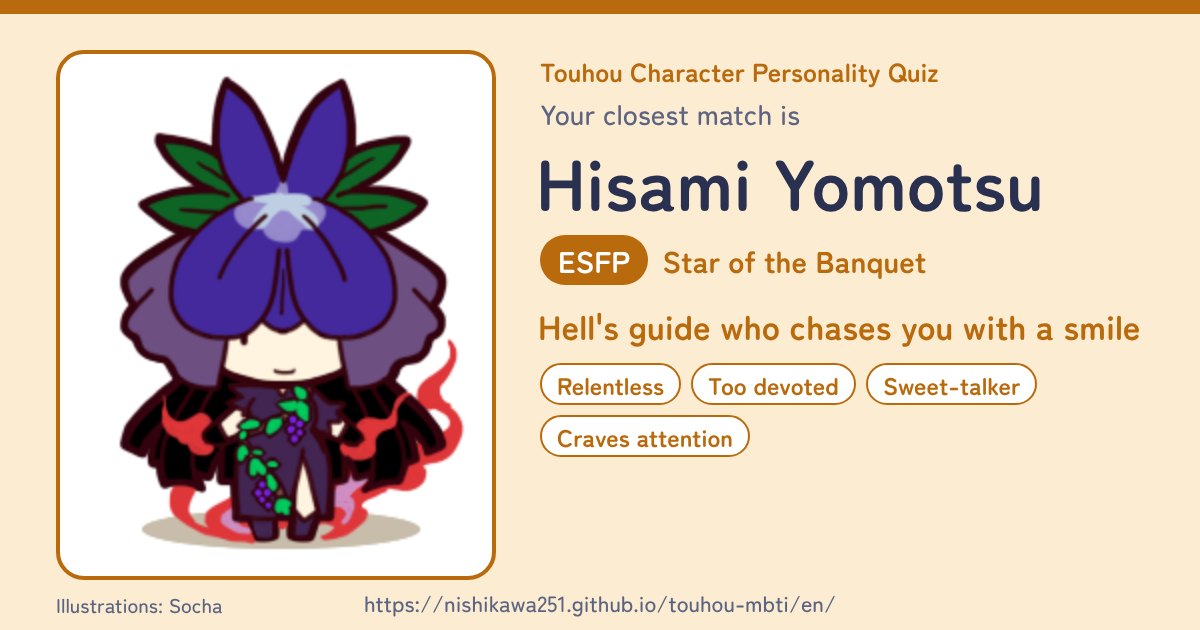 Touhou Character Personality Quiz
Your closest match is
Hisami Yomotsu
ESFP Star of the Banquet
Hell's guide who chases you with a smile
Relentless Too devoted Sweet-talker
Craves attention
Illustrations: Socha https://nishikawa251.github.io/touhou-mbti/en/